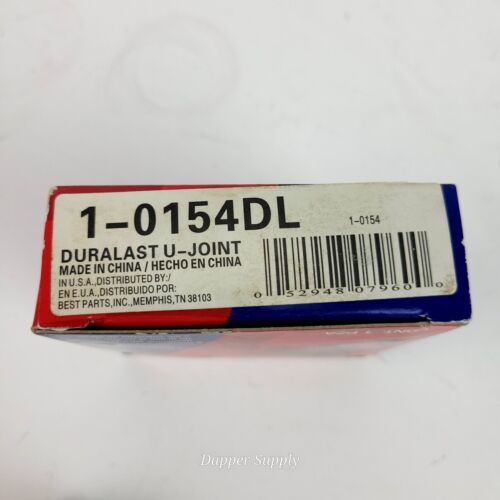 1-0154DL
1-0154
DURALAST U-JOINT
MADE IN CHINA / HECHO EN CHINA
IN U.S.A.,DISTRIBUTED BY:/
EN E.U.A., DISTRIBUIDO POR:
BEST PARTS,INC.,MEMPHIS,TN 38103
0 52948 07960 0
Dapper Supply